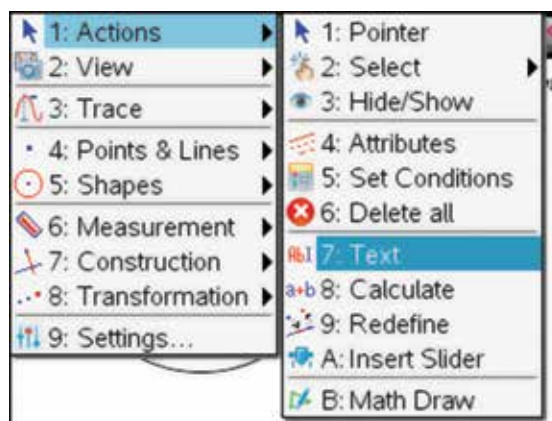 1: Actions
2: View
3: Trace
4: Points & Lines
5: Shapes
6: Measurement
7: Construction
8: Transformation
9: Settings...
1: Pointer
2: Select
3: Hide/Show
4: Attributes
5: Set Conditions
6: Delete all
AbI 7: Text
a+b 8: Calculate
9: Redefine
A: Insert Slider
B: Math Draw